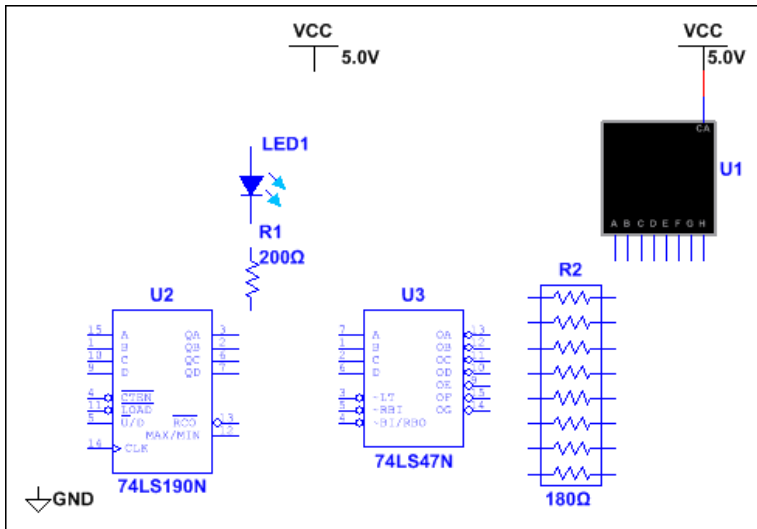 VCC
5.0V
VCC
5.0V
LED1
CA
U1
A B C D E F G H
R1
200Ω
R2
U2
U3
15 A QA 3
1 B QB 2
10 C QC 6
9 D QD 7
4 CTEN
11 LOAD
5 U/D RCO 13
MAX/MIN 12
14 CLK
74LS190N
7 A OA 13
1 B OB 12
2 C OC 11
6 D OD 10
OE 9
3 ~LT OF 15
5 ~RBI OG 14
4 ~BI/RBO
74LS47N
180Ω
GND